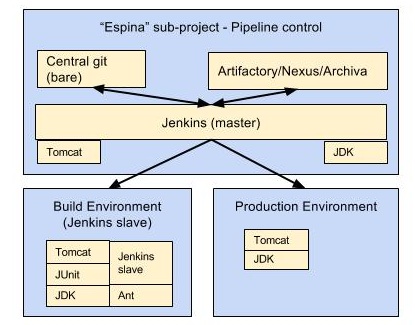 “Espina” sub-project - Pipeline control
Central git
(bare)
Artifactory/Nexus/Archiva
Jenkins (master)
Tomcat
JDK
Build Environment
(Jenkins slave)
Tomcat
JUnit
JDK
Jenkins
slave
Ant
Production Environment
Tomcat
JDK